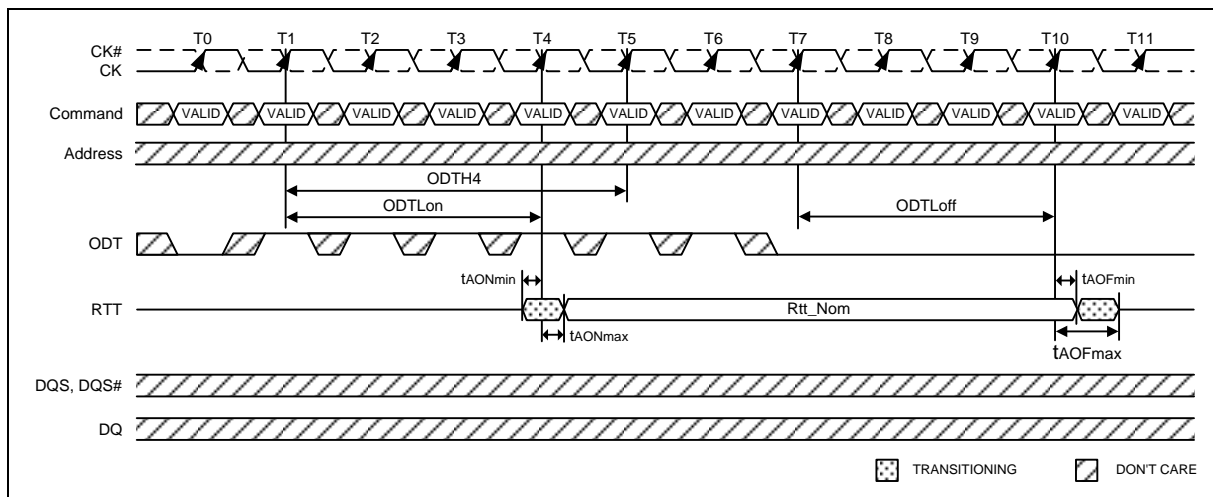 T0 T1 T2 T3 T4 T5 T6 T7 T8 T9 T10 T11
CK#
CK
Command VALID VALID VALID VALID VALID VALID VALID VALID VALID VALID VALID VALID
Address
ODTH4
ODTLon ODTLoff
ODT
tAONmin tAOFmin
RTT Rtt_Nom
tAONmax tAOFmax
DQS, DQS#
DQ
TRANSITIONING DON'T CARE